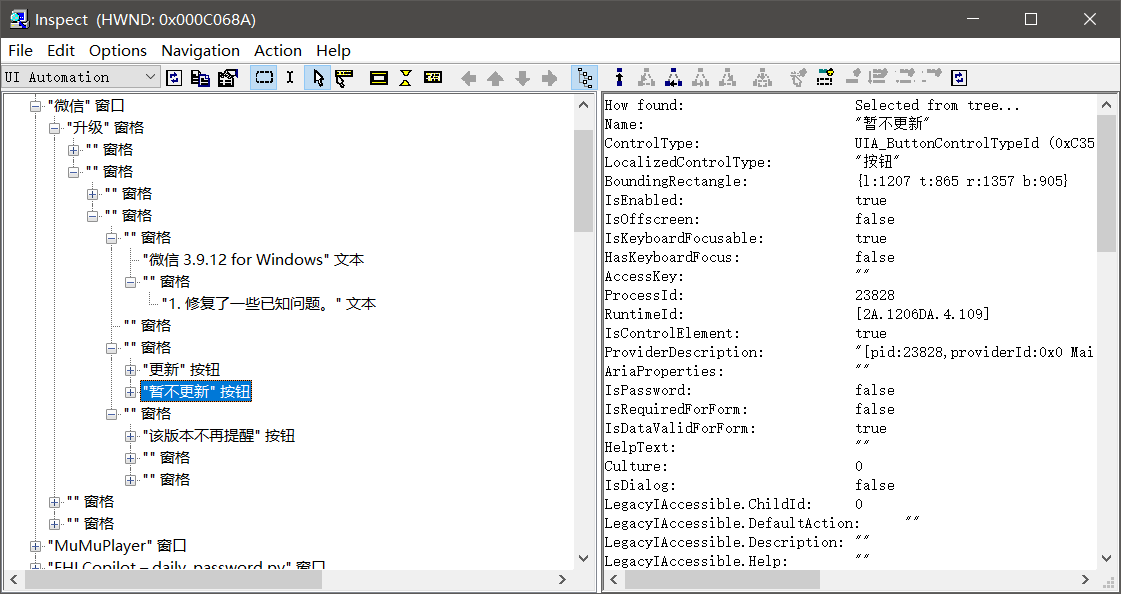 Inspect (HWND: 0x000C068A)
File Edit Options Navigation Action Help
UI Automation
"微信" 窗口
"升级" 窗格
"" 窗格
"" 窗格
"" 窗格
"" 窗格
"" 窗格
"微信 3.9.12 for Windows" 文本
"" 窗格
"1. 修复了一些已知问题。" 文本
"" 窗格
"" 窗格
"更新" 按钮
"暂不更新" 按钮
"" 窗格
"该版本不再提醒" 按钮
"" 窗格
"" 窗格
"" 窗格
"" 窗格
"MuMuPlayer" 窗口
"EHLCopilot – daily_password.py" 窗口
How found: Selected from tree...
Name: "暂不更新"
ControlType: UIA_ButtonControlTypeId (0xC35
LocalizedControlType: "按钮"
BoundingRectangle: {l:1207 t:865 r:1357 b:905}
IsEnabled: true
IsOffscreen: false
IsKeyboardFocusable: true
HasKeyboardFocus: false
AccessKey: ""
ProcessId: 23828
RuntimeId: [2A.1206DA.4.109]
IsControlElement: true
ProviderDescription: "[pid:23828,providerId:0x0 Mai
AriaProperties: ""
IsPassword: false
IsRequiredForForm: false
IsDataValidForForm: true
HelpText: ""
Culture: 0
IsDialog: false
LegacyIAccessible.ChildId: 0
LegacyIAccessible.DefaultAction: ""
LegacyIAccessible.Description: ""
LegacyIAccessible.Help: ""